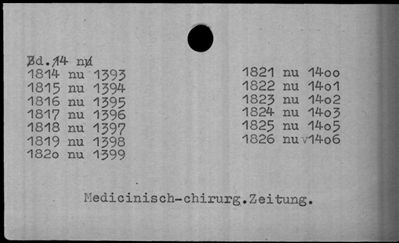 Bd.14 nu
1814 nu 1393
1815 nu 1394
1816 nu 1395
1817 nu 1396
1818 nu 1397
1819 nu 1398
182o nu 1399
1821 nu 14oo
1822 nu 14o1
1823 nu 14o2
1824 nu 14o3
1825 nu 14o5
1826 nu v14o6
Medicinisch-chirurg.Zeitung.